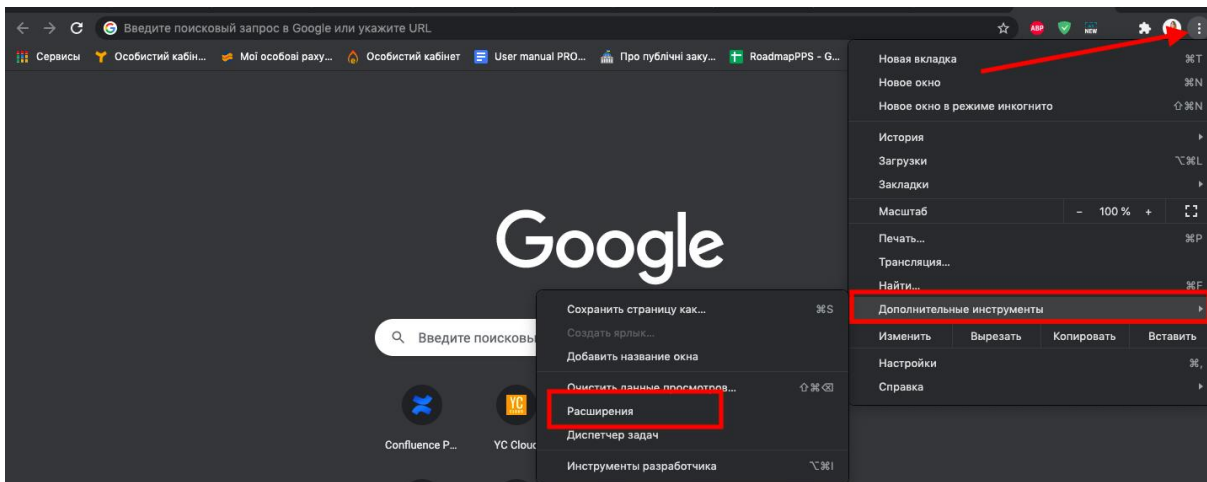 Введите поисковый запрос в Google или укажите URL
ABP
NEW
Сервисы Особистий кабін... Мої особові раху... Особистий кабінет User manual PRO... Про публічні заку... RoadmapPPS - G...
Новая вкладка ⌘T
Новое окно ⌘N
Новое окно в режиме инкогнито ⇧⌘N
История
Загрузки ⌥⌘L
Закладки
Масштаб - 100 % +
Печать... ⌘P
Трансляция...
Найти... ⌘F
Дополнительные инструменты
Изменить Вырезать Копировать Вставить
Настройки ⌘,
Справка
Google
Введите поисковы
Сохранить страницу как... ⌘S
Создать ярлык...
Добавить название окна
Очистить данные просмотров... ⇧⌘⌫
Расширения
Диспетчер задач
Инструменты разработчика ⌥⌘I
YC
Confluence P... YC Cloud